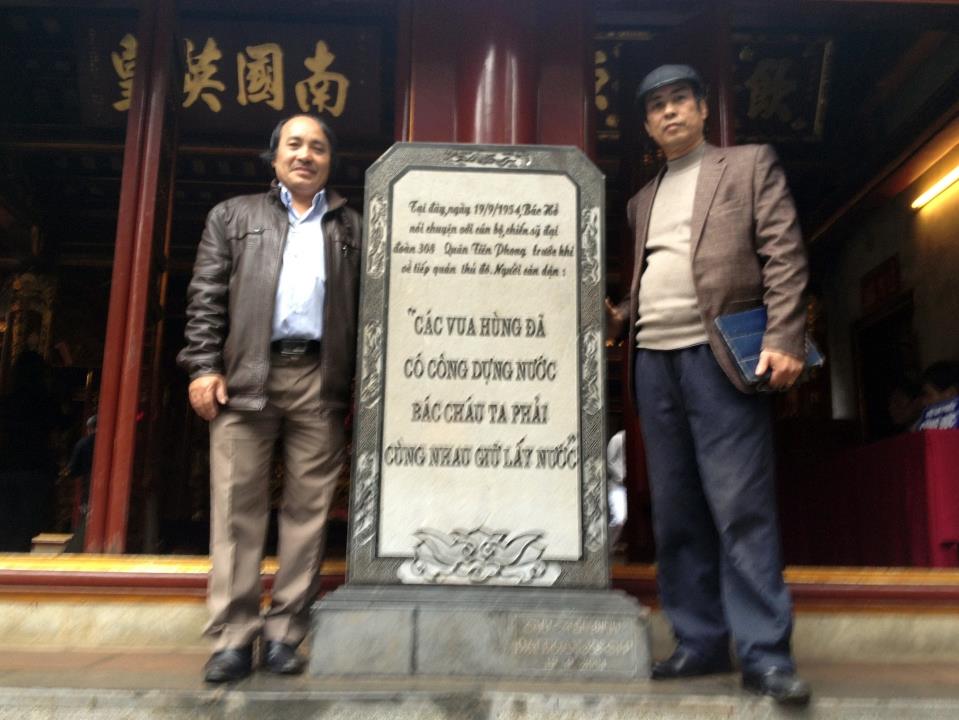 南國英皇
飲
Tại đây, ngày 19/9/1954, Bác Hồ
nói chuyện với cán bộ, chiến sỹ đại
đoàn 308 Quân Tiên Phong trước khi
về tiếp quản thủ đô. Người căn dặn :
"CÁC VUA HÙNG ĐÃ
CÓ CÔNG DỰNG NƯỚC
BÁC CHÁU TA PHẢI
CÙNG NHAU GIỮ LẤY NƯỚC"